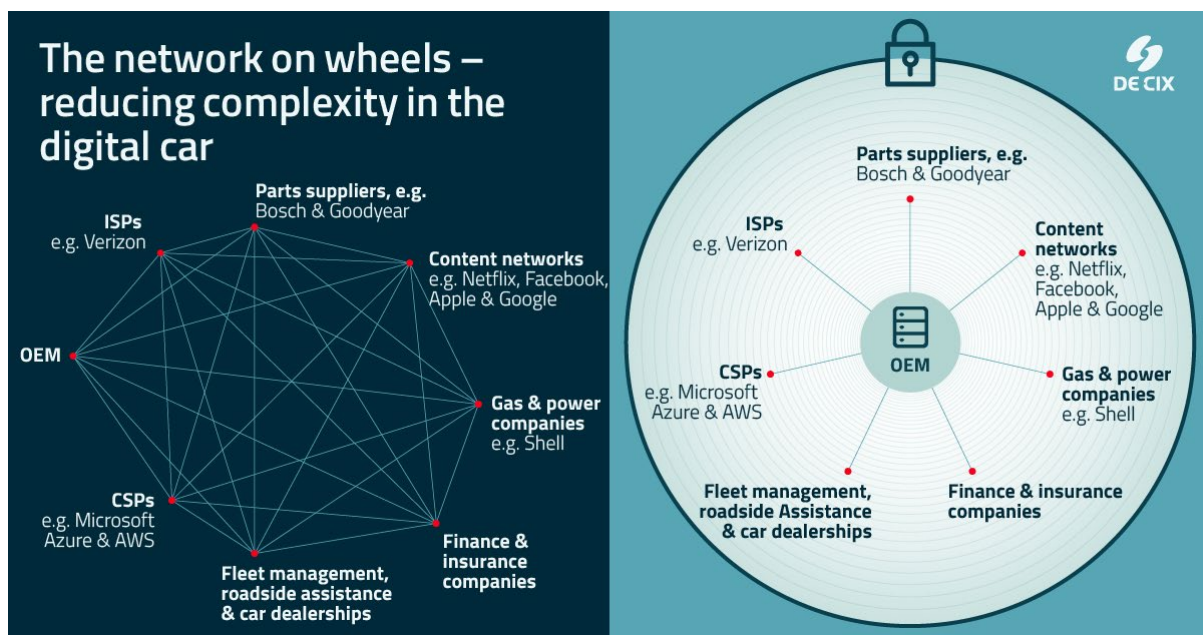 The network on wheels –
reducing complexity in the
digital car
Parts suppliers, e.g.
Bosch & Goodyear
ISPs
e.g. Verizon
Content networks
e.g. Netflix, Facebook,
Apple & Google
OEM
Gas & power
companies
e.g. Shell
CSPs
e.g. Microsoft
Azure & AWS
Finance &
insurance
companies
Fleet management,
roadside assistance
& car dealerships
DE CIX
Parts suppliers, e.g.
Bosch & Goodyear
ISPs
e.g. Verizon
Content
networks
e.g. Netflix,
Facebook,
Apple & Google
OEM
CSPs
e.g. Microsoft
Azure & AWS
Gas & power
companies
e.g. Shell
Fleet management,
roadside Assistance
& car dealerships
Finance & insurance
companies